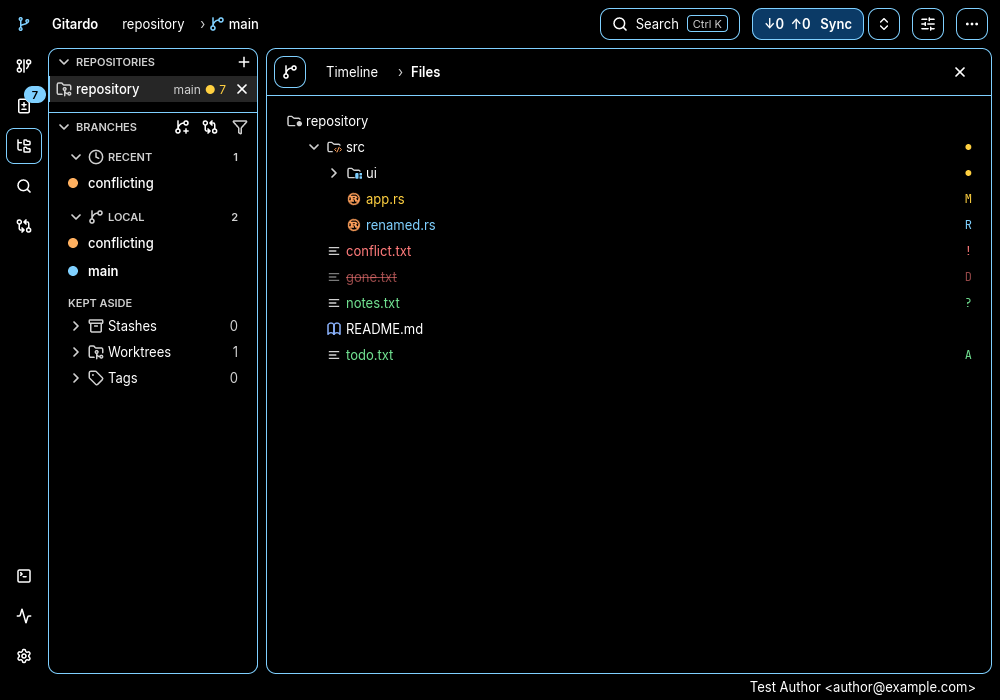 Gitardo repository › main Search Ctrl K ↓0 ↑0 Sync
REPOSITORIES
repository main 7
7
BRANCHES
RECENT 1
conflicting
LOCAL 2
conflicting
main
KEPT ASIDE
Stashes 0
Worktrees 1
Tags 0
Timeline › Files
repository
src
ui
app.rs M
renamed.rs R
conflict.txt !
gone.txt D
notes.txt ?
README.md
todo.txt A
Test Author <author@example.com>